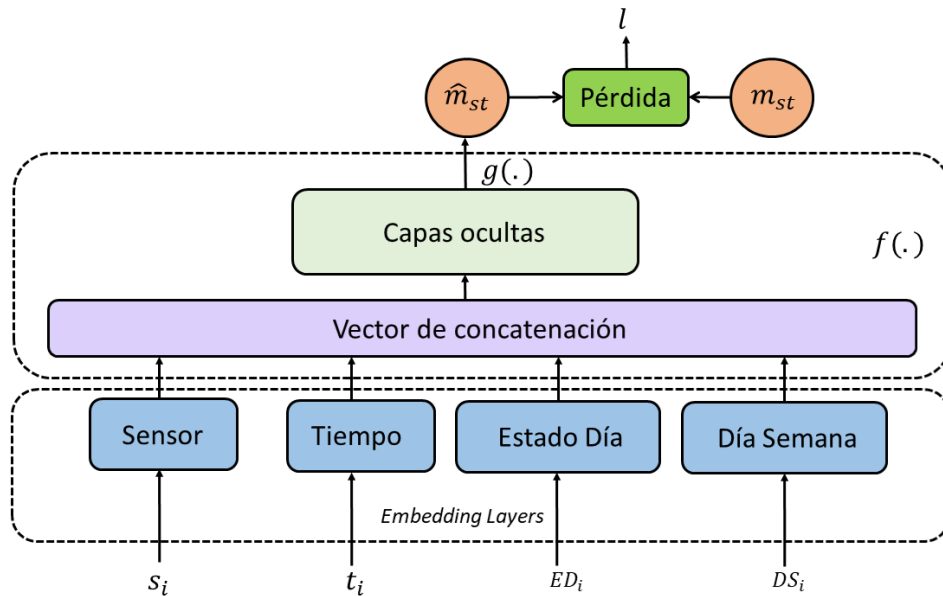 l
m̂_st Pérdida m_st
g(.)
Capas ocultas
f(.)
Vector de concatenación
Sensor Tiempo Estado Día Día Semana
Embedding Layers
s_i t_i ED_i DS_i